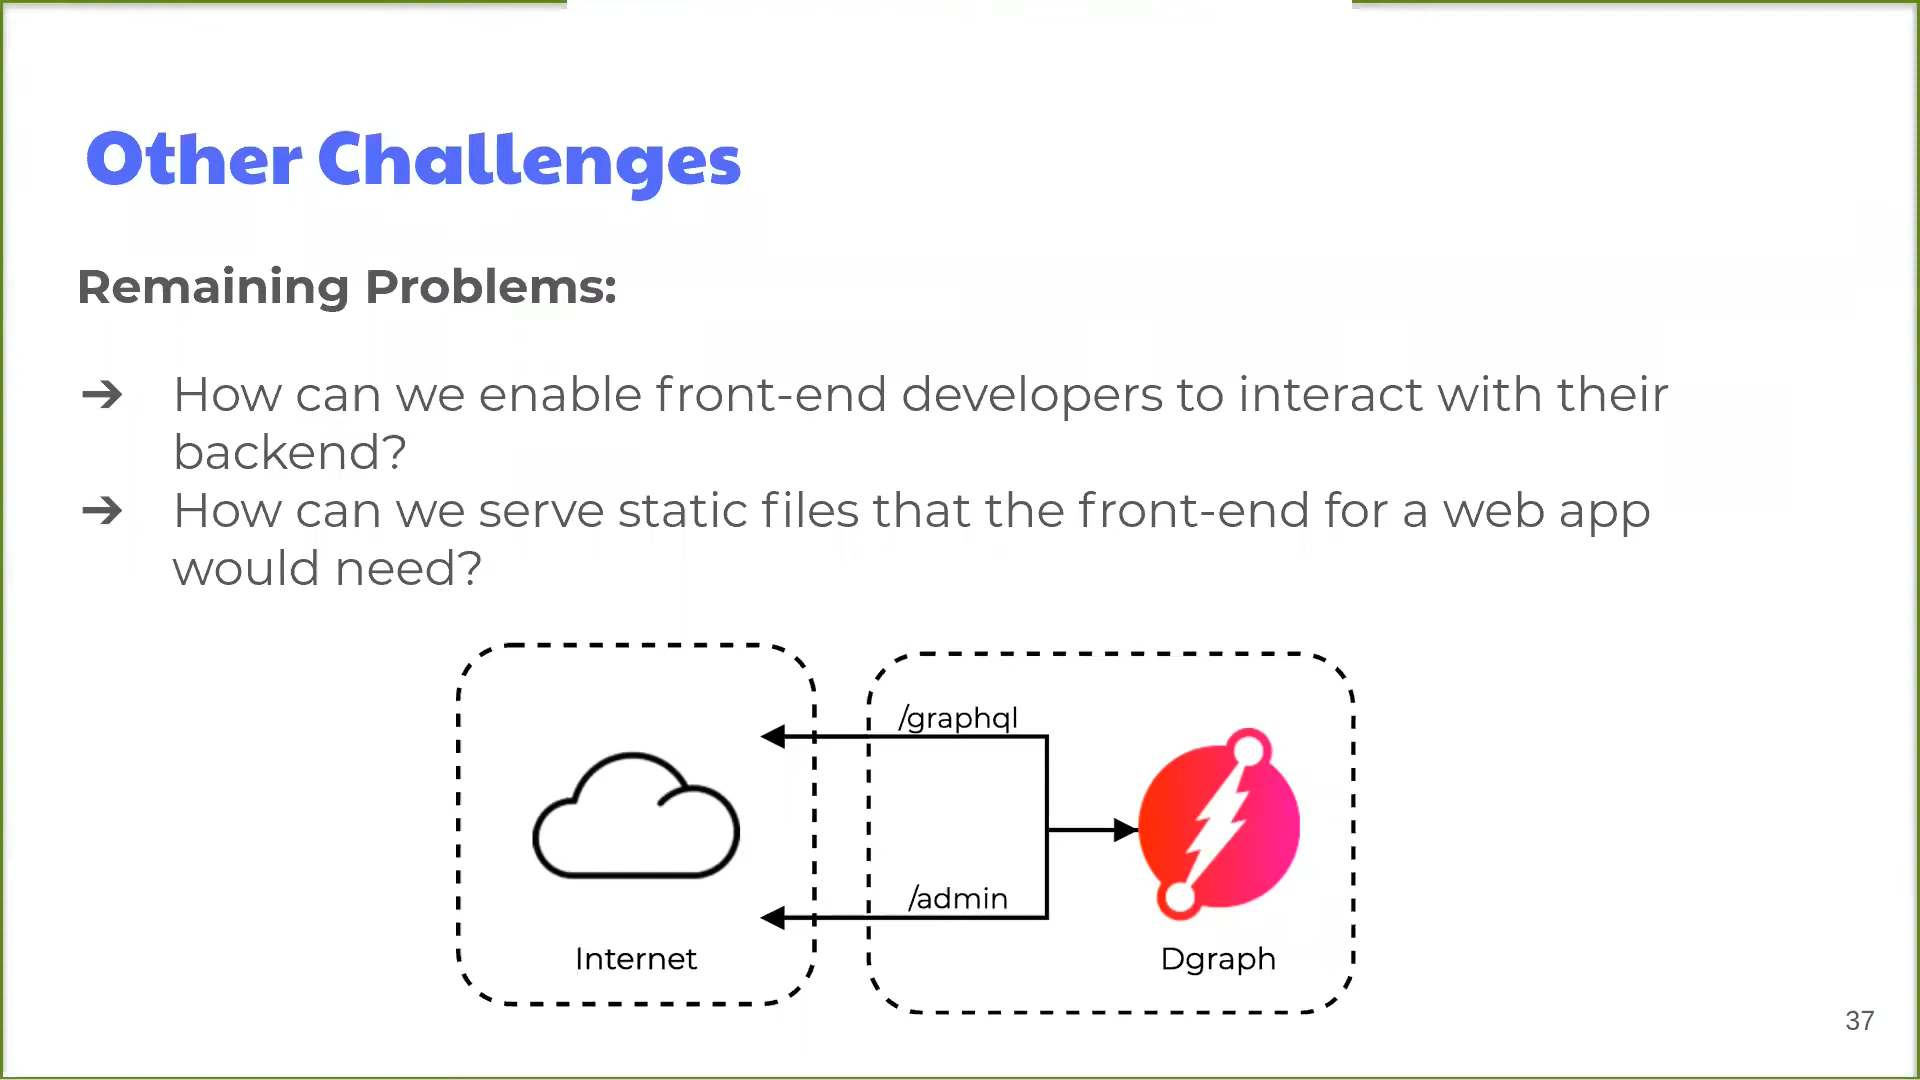 Other Challenges
Remaining Problems:
➔ How can we enable front-end developers to interact with their
backend?
➔ How can we serve static files that the front-end for a web app
would need?
/graphql
/admin
Internet
Dgraph
37